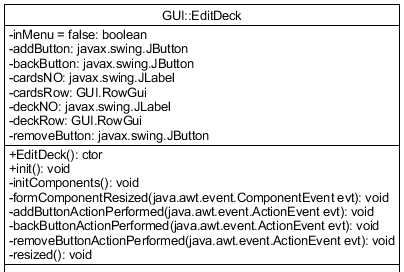 GUI::EditDeck
-inMenu = false: boolean
-addButton: javax.swing.JButton
-backButton: javax.swing.JButton
-cardsNO: javax.swing.JLabel
-cardsRow: GUI.RowGui
-deckNO: javax.swing.JLabel
-deckRow: GUI.RowGui
-removeButton: javax.swing.JButton
+EditDeck(): ctor
+init(): void
-initComponents(): void
-formComponentResized(java.awt.event.ComponentEvent evt): void
-addButtonActionPerformed(java.awt.event.ActionEvent evt): void
-backButtonActionPerformed(java.awt.event.ActionEvent evt): void
-removeButtonActionPerformed(java.awt.event.ActionEvent evt): void
-resized(): void